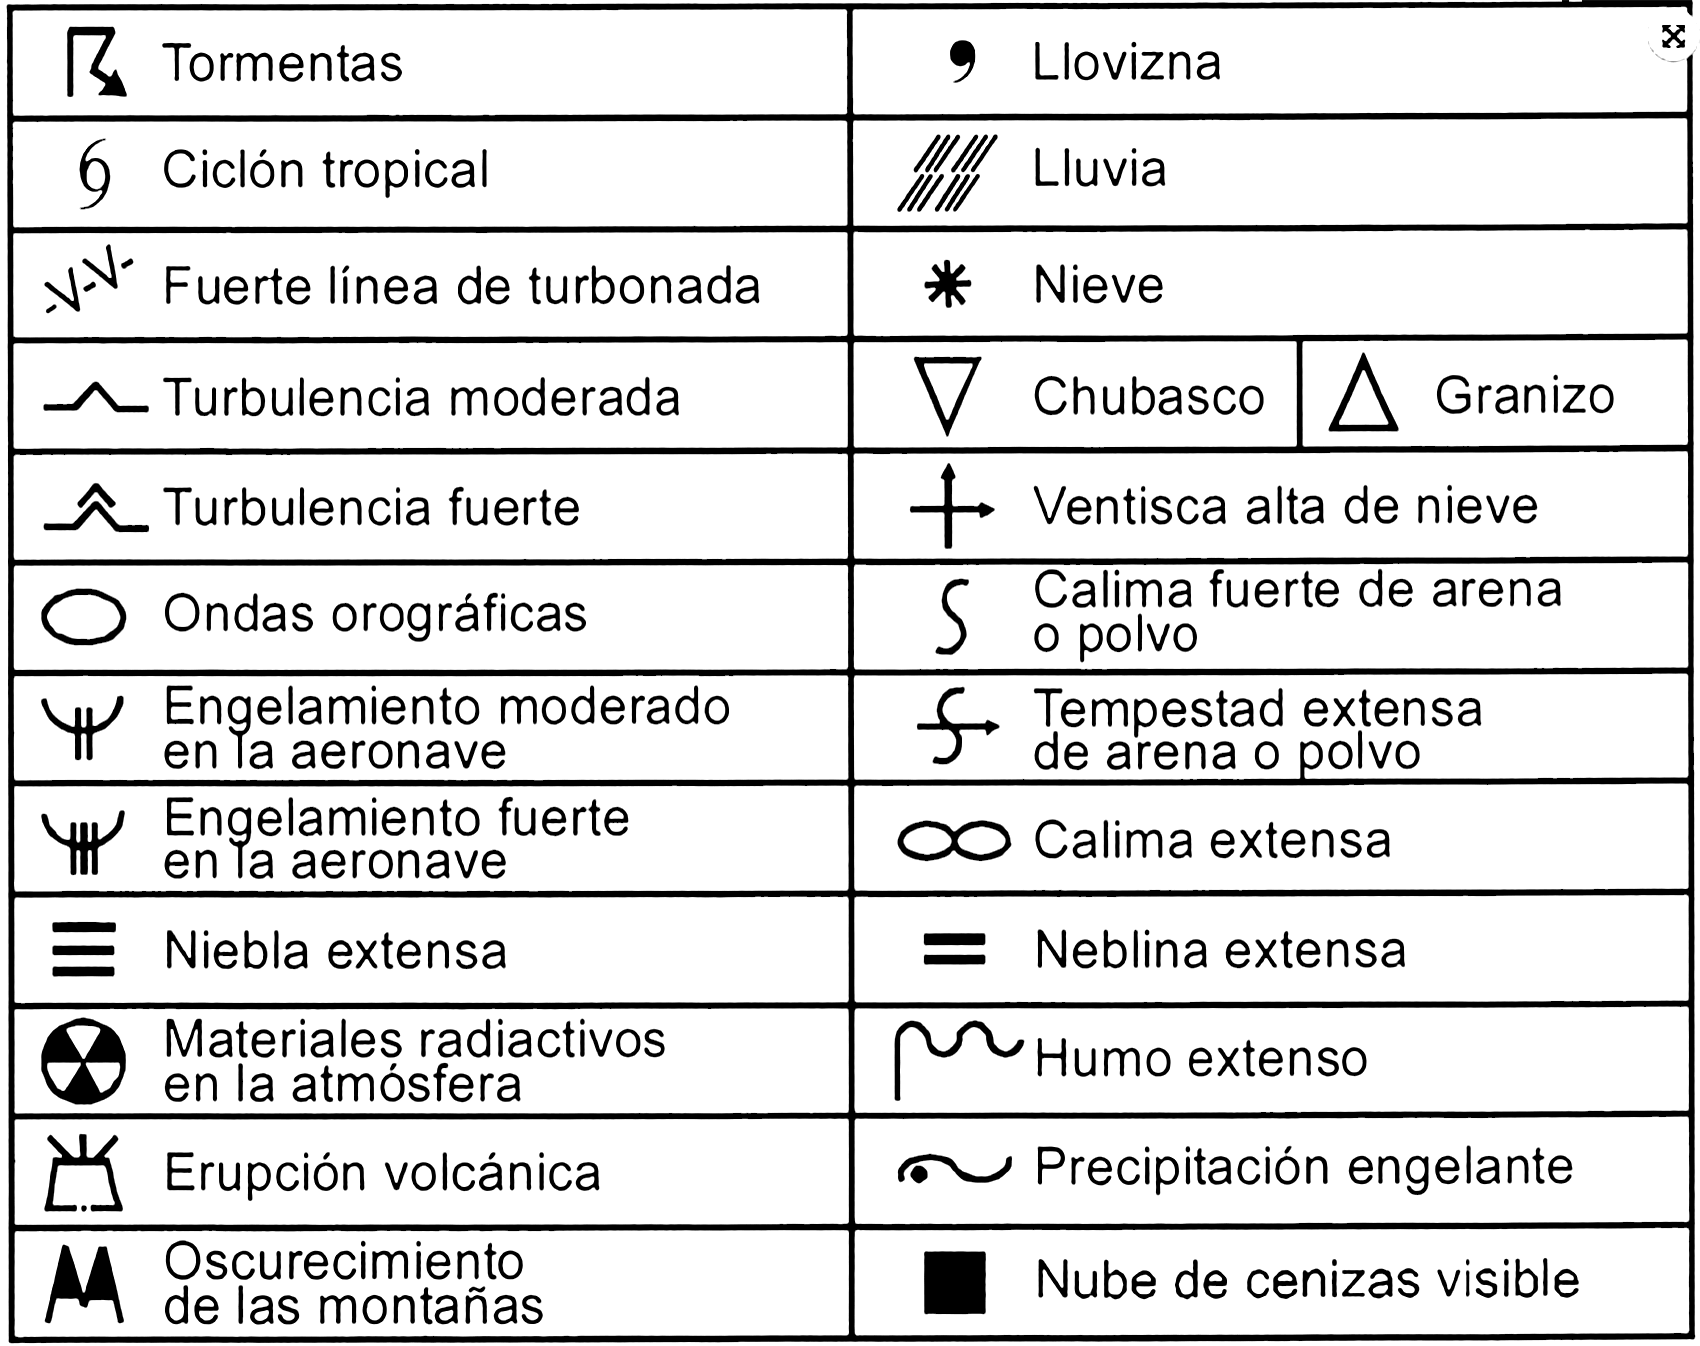 Tormentas
Llovizna
Ciclón tropical
Lluvia
Fuerte línea de turbonada
Nieve
Turbulencia moderada
Chubasco
Granizo
Turbulencia fuerte
Ventisca alta de nieve
Ondas orográficas
Calima fuerte de arena
o polvo
Engelamiento moderado
en la aeronave
Tempestad extensa
de arena o polvo
Engelamiento fuerte
en la aeronave
Calima extensa
Niebla extensa
Neblina extensa
Materiales radiactivos
en la atmósfera
Humo extenso
Erupción volcánica
Precipitación engelante
Oscurecimiento
de las montañas
Nube de cenizas visible